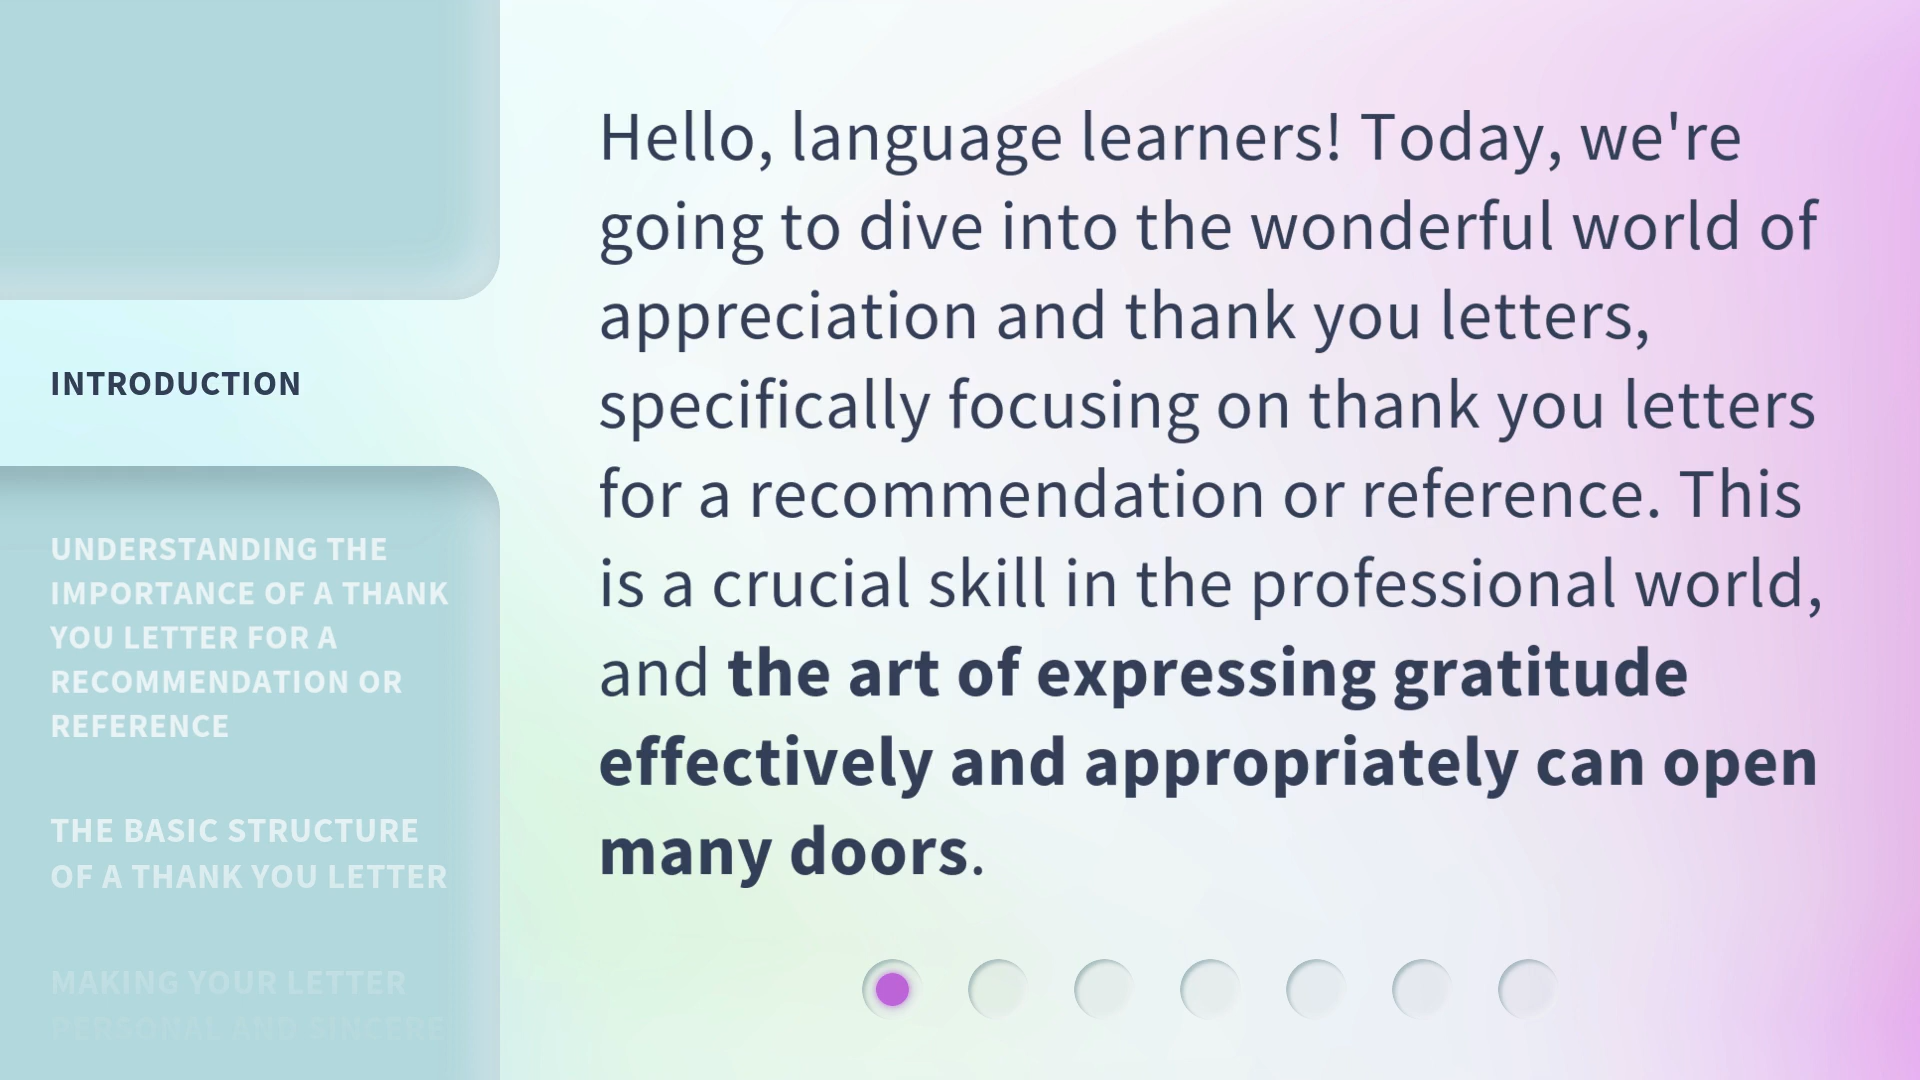 INTRODUCTION
UNDERSTANDING THE
IMPORTANCE OF A THANK
YOU LETTER FOR A
RECOMMENDATION OR
REFERENCE
THE BASIC STRUCTURE
OF A THANK YOU LETTER
MAKING YOUR LETTER
PERSONAL AND SINCERE
Hello, language learners! Today, we're
going to dive into the wonderful world of
appreciation and thank you letters,
specifically focusing on thank you letters
for a recommendation or reference. This
is a crucial skill in the professional world,
and the art of expressing gratitude
effectively and appropriately can open
many doors.